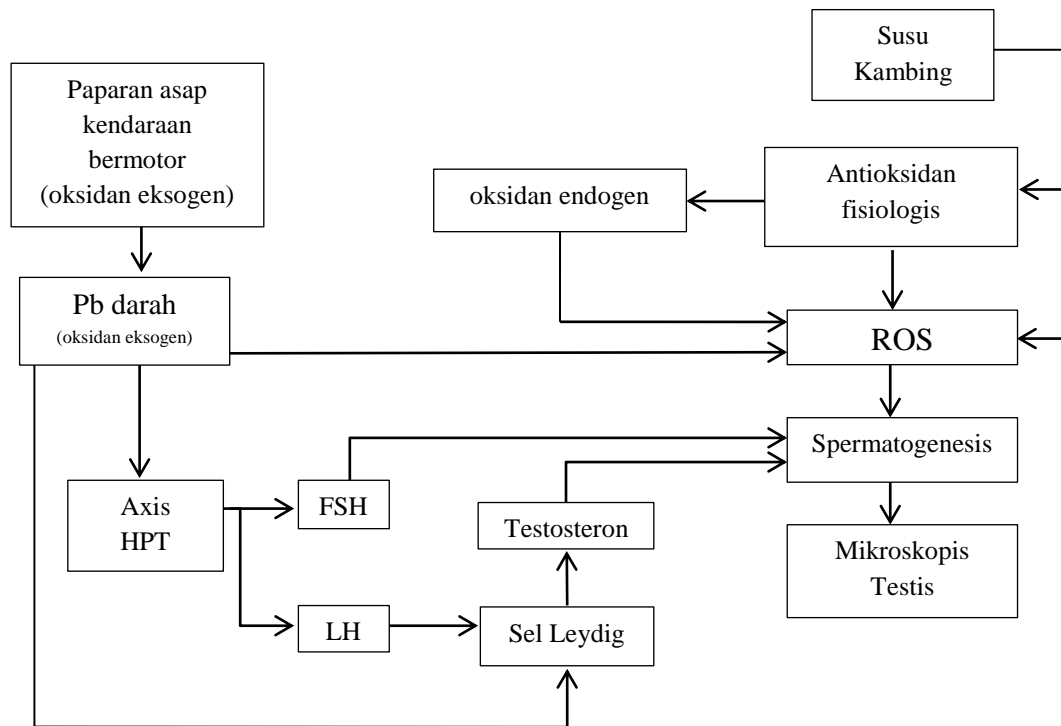 Susu
Kambing
Paparan asap
kendaraan
bermotor
(oksidan eksogen)
Antioksidan
fisiologis
oksidan endogen
Pb darah
(oksidan eksogen)
ROS
Spermatogenesis
Axis
HPT
FSH
Testosteron
Mikroskopis
Testis
LH
Sel Leydig